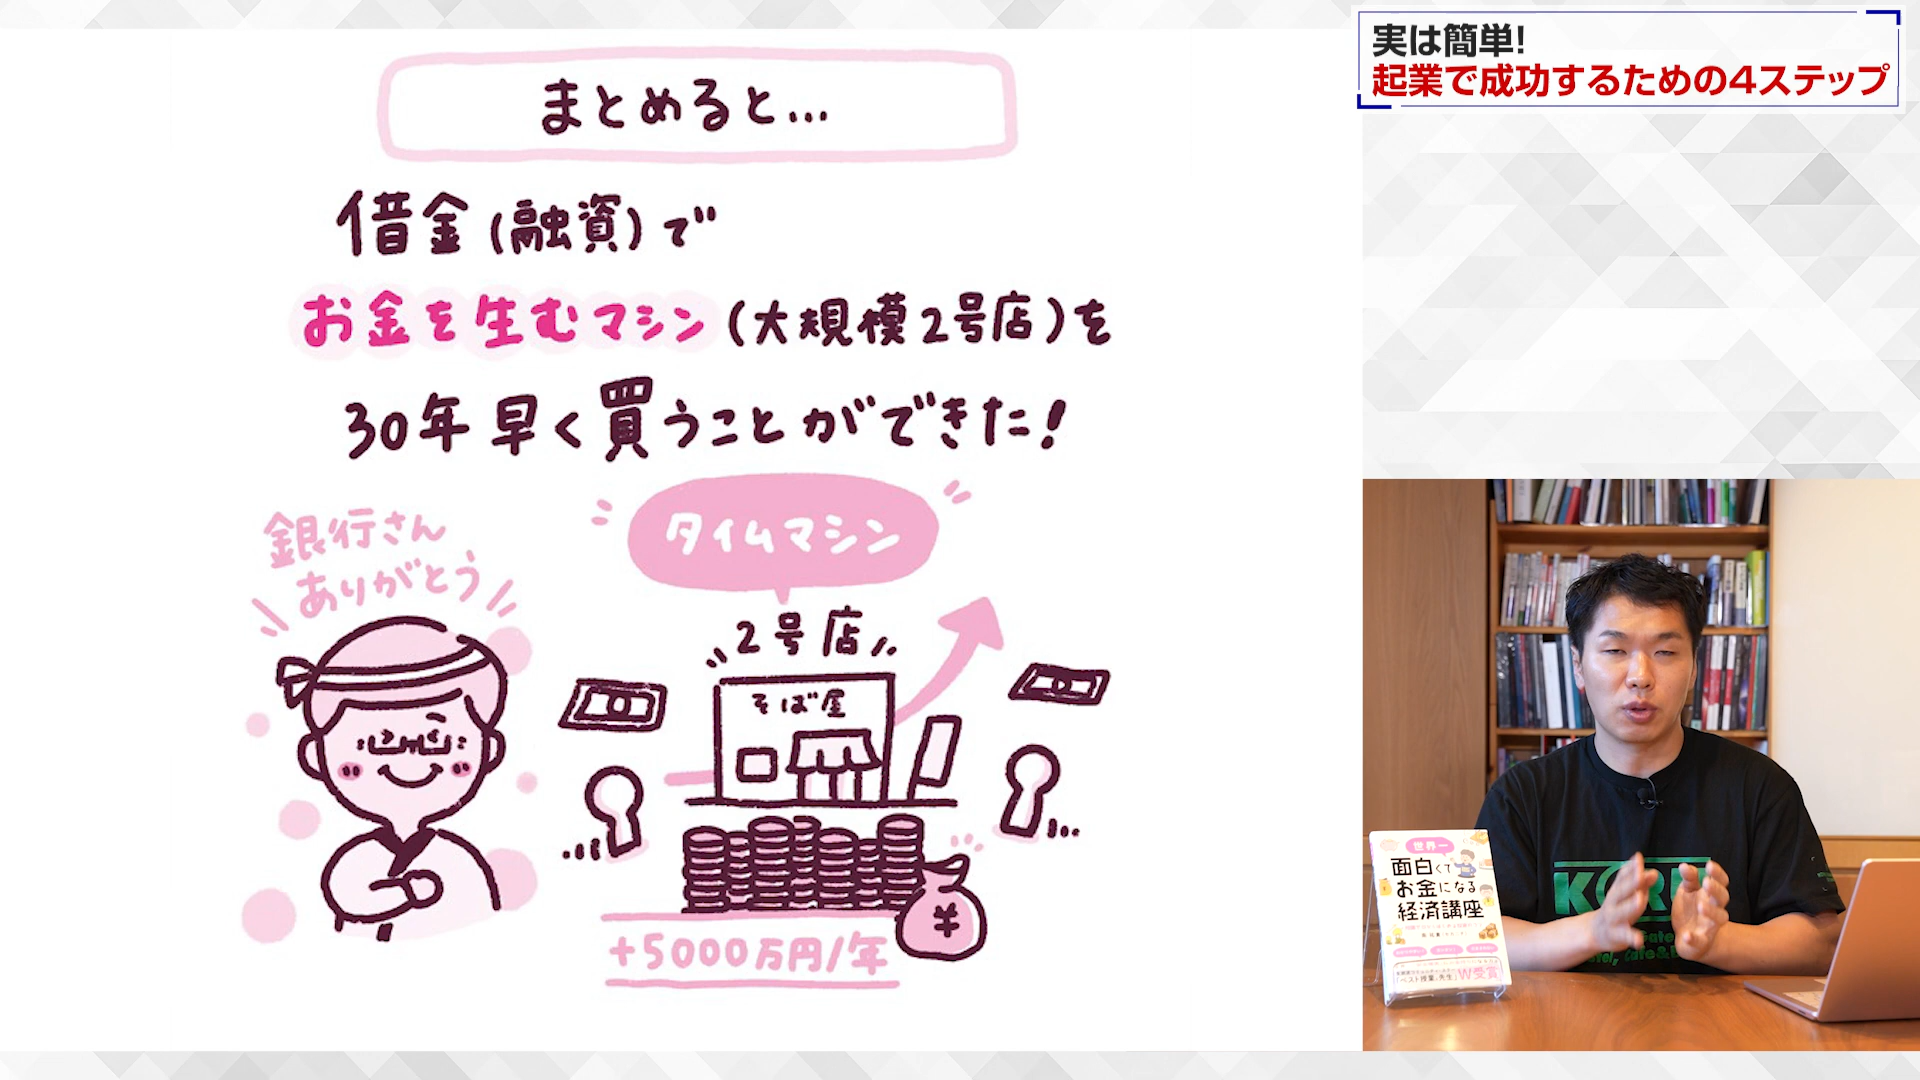 実は簡単!
起業で成功するための4ステップ
まとめると...
借金(融資)で
お金を生むマシン(大規模2号店)を
30年早く買うことができた!
銀行さん
ありがとう
タイムマシン
2号店
そば屋
¥
+5000万円/年
世界一
面白くて
お金になる
経済講座
W受賞